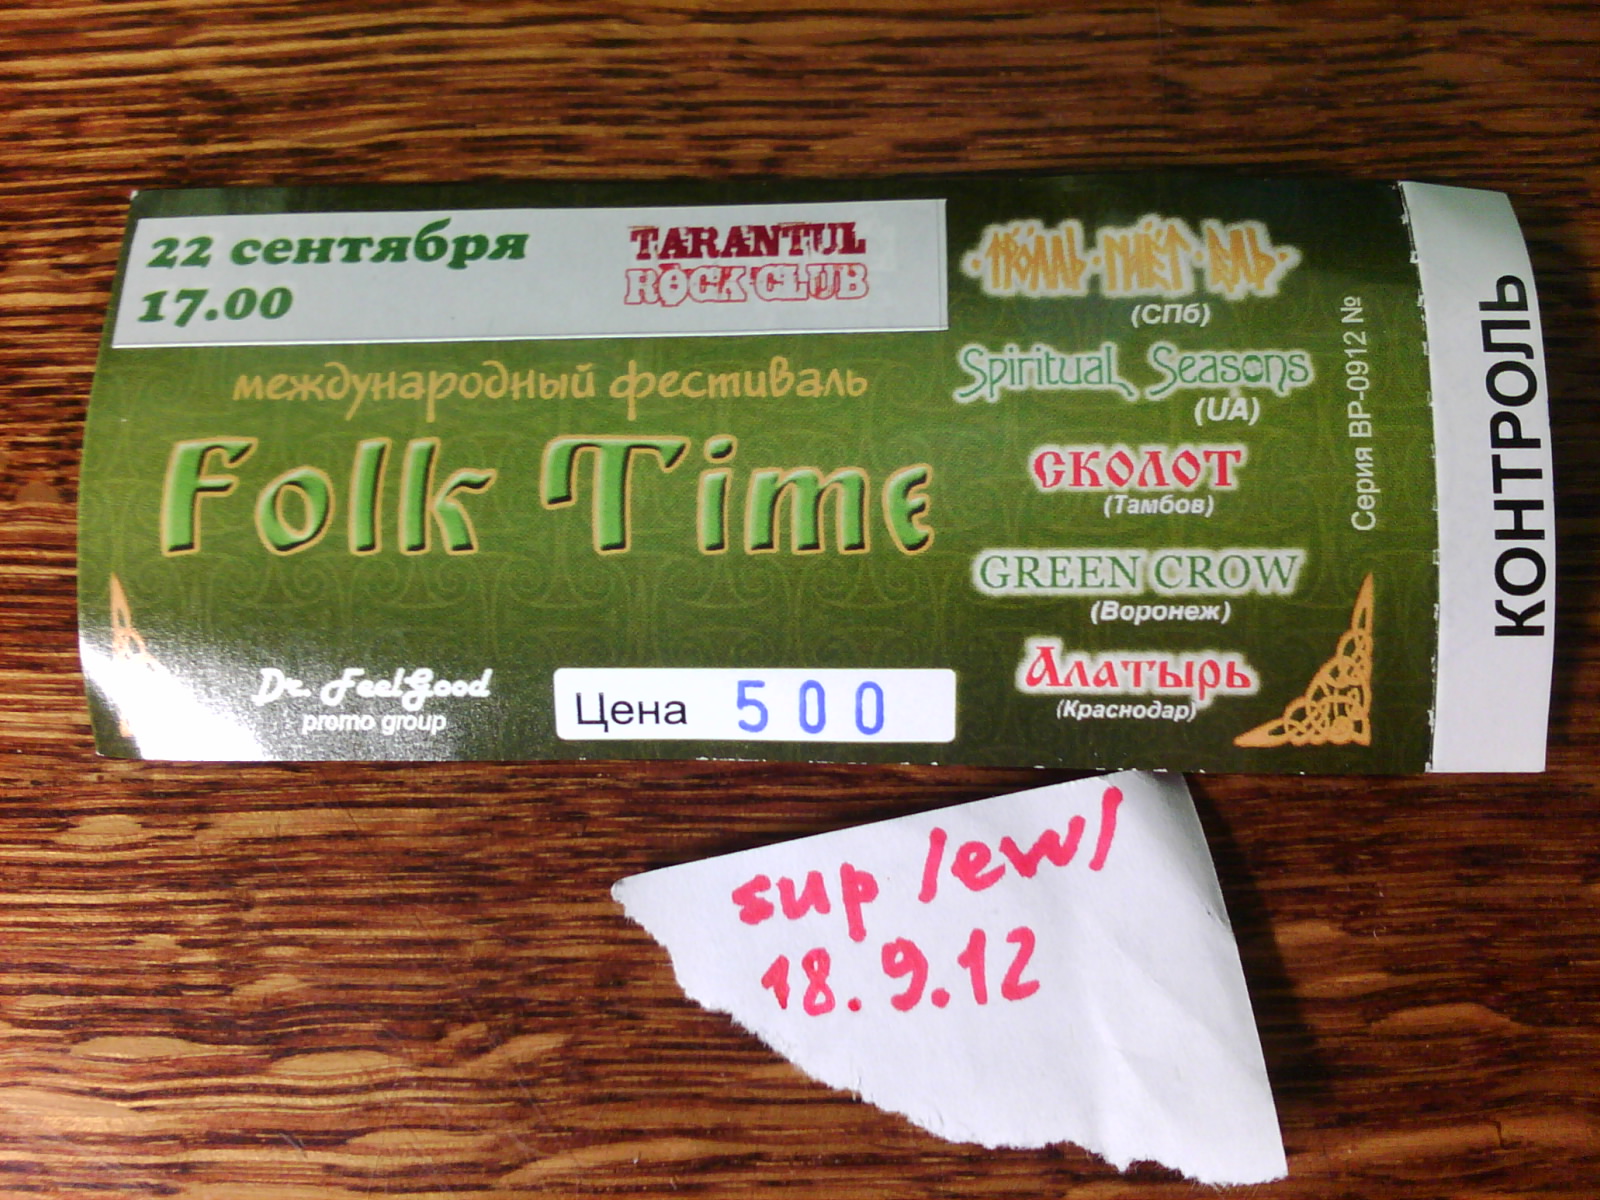 22 сентября
17.00
TARANTUL
ROCK CLUB
международный фестиваль
Folk Time
Dr. FeelGood
promo group
Цена 500
ТРОЛЛЬ ГНЁТ ЕЛЬ
(СПб)
Spiritual Seasons
(UA)
СКОЛОТ
(Тамбов)
GREEN CROW
(Воронеж)
Алатырь
(Краснодар)
Серия ВР-0912 №
КОНТРОЛЬ
sup /ew/
18.9.12